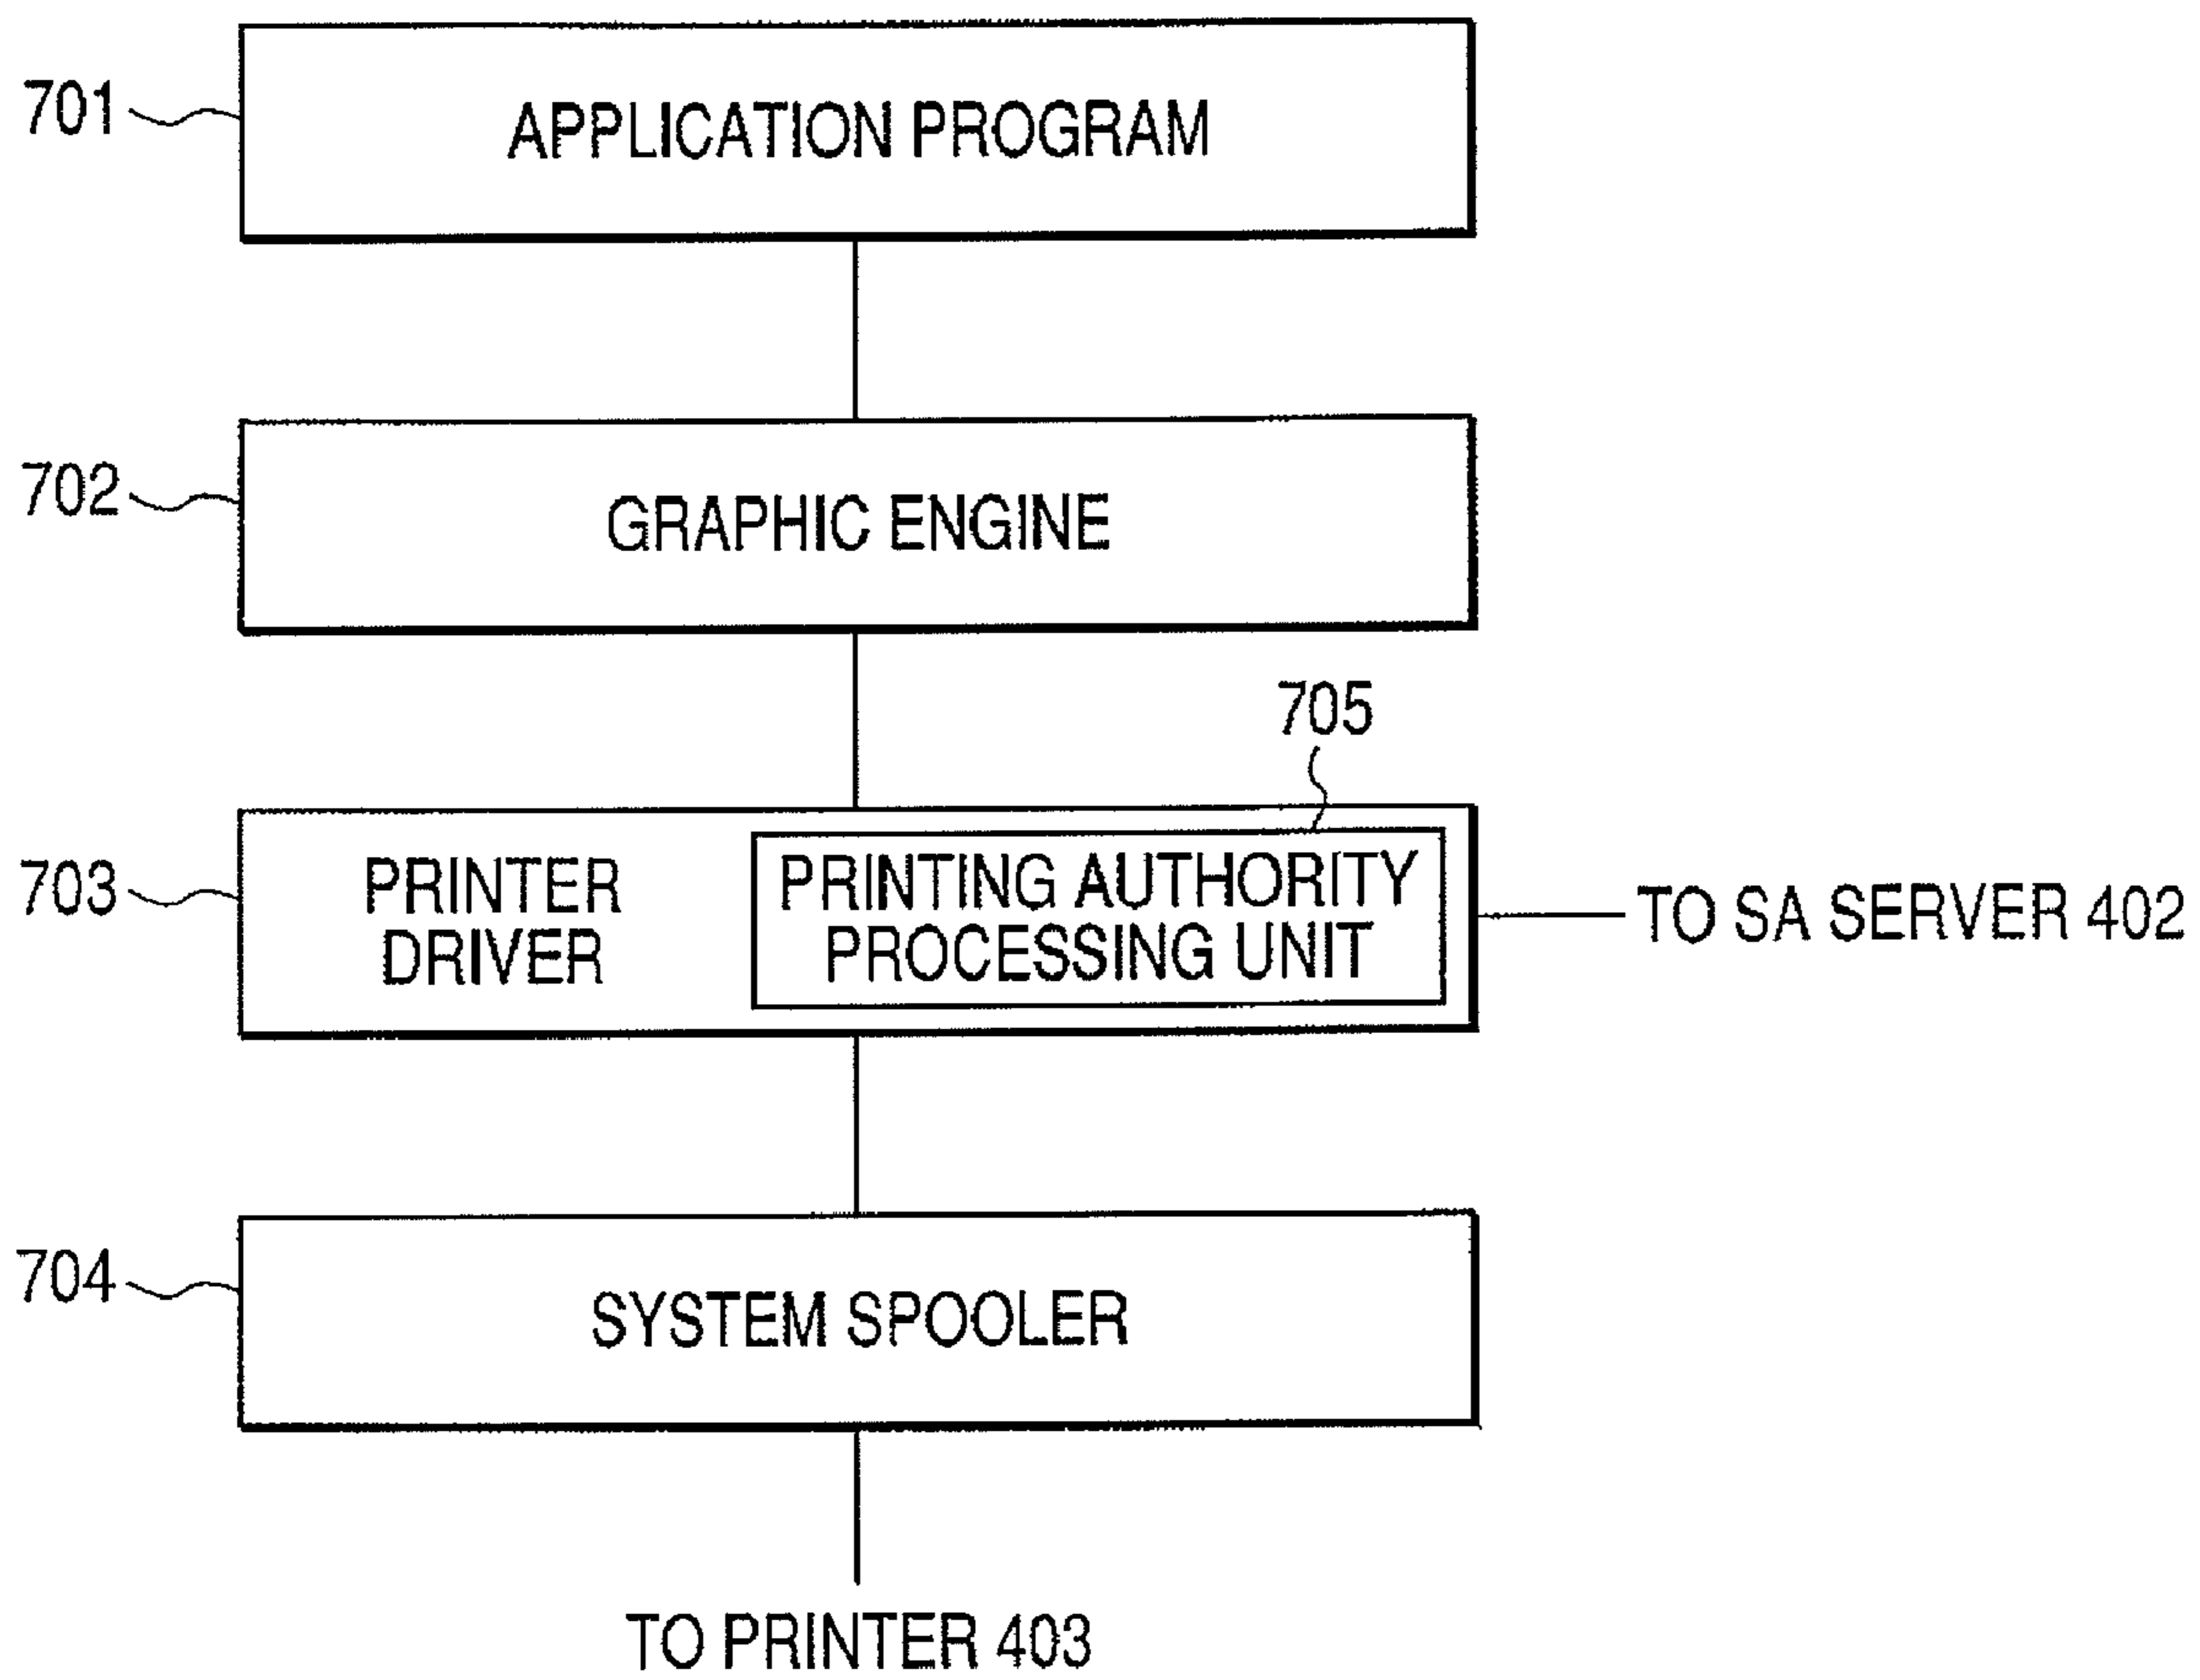 701
APPLICATION PROGRAM
702
GRAPHIC ENGINE
705
703
PRINTER
DRIVER
PRINTING AUTHORITY
PROCESSING UNIT
TO SA SERVER 402
704
SYSTEM SPOOLER
TO PRINTER 403